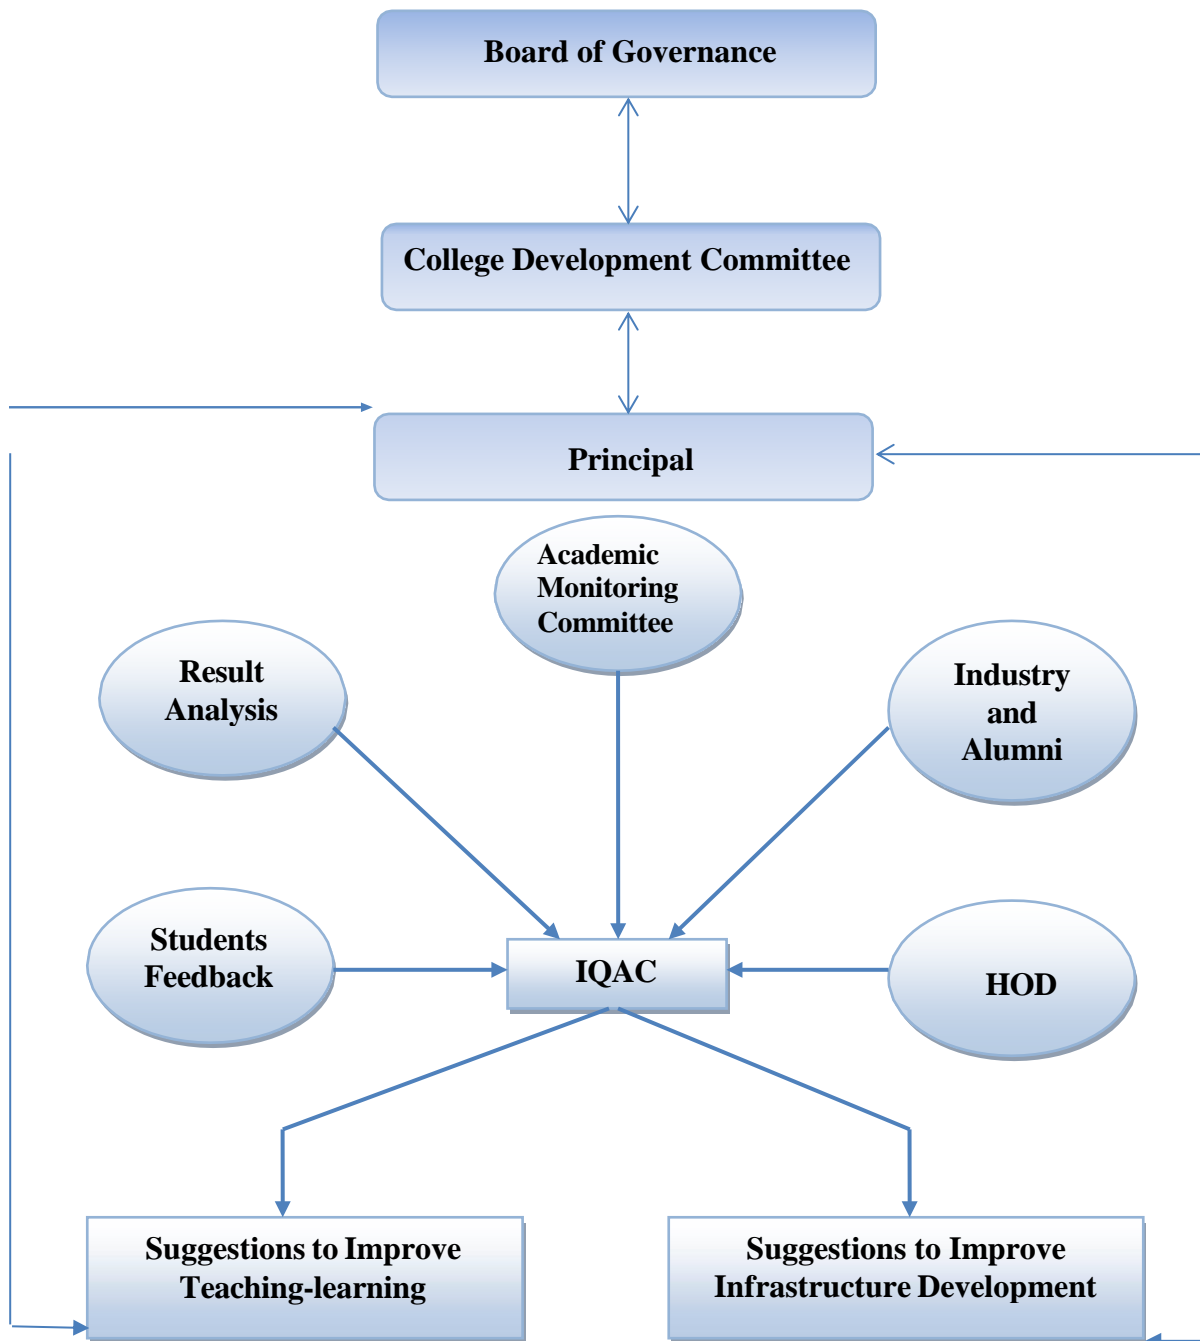 Board of Governance
College Development Committee
Principal
Academic
Monitoring
Committee
Result
Analysis
Industry
and
Alumni
Students
Feedback
IQAC
HOD
Suggestions to Improve
Teaching-learning
Suggestions to Improve
Infrastructure Development